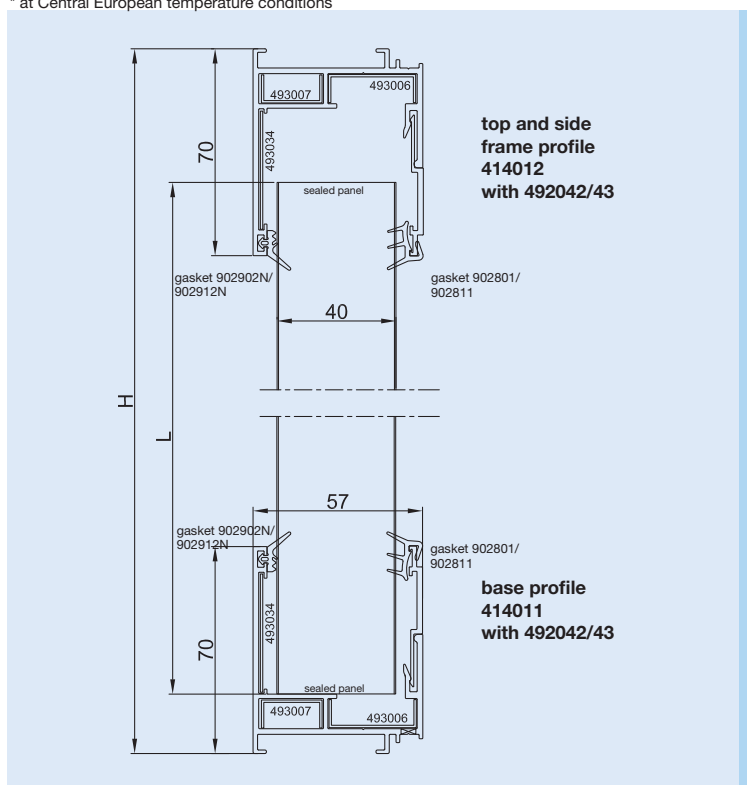 * at Central European temperature conditions
493007
493006
70
493034
top and side
frame profile
414012
with 492042/43
sealed panel
gasket 902902N/
902912N
gasket 902801/
902811
40
H
L
57
gasket 902902N/
902912N
gasket 902801/
902811
base profile
414011
with 492042/43
493034
70
sealed panel
493007
493006